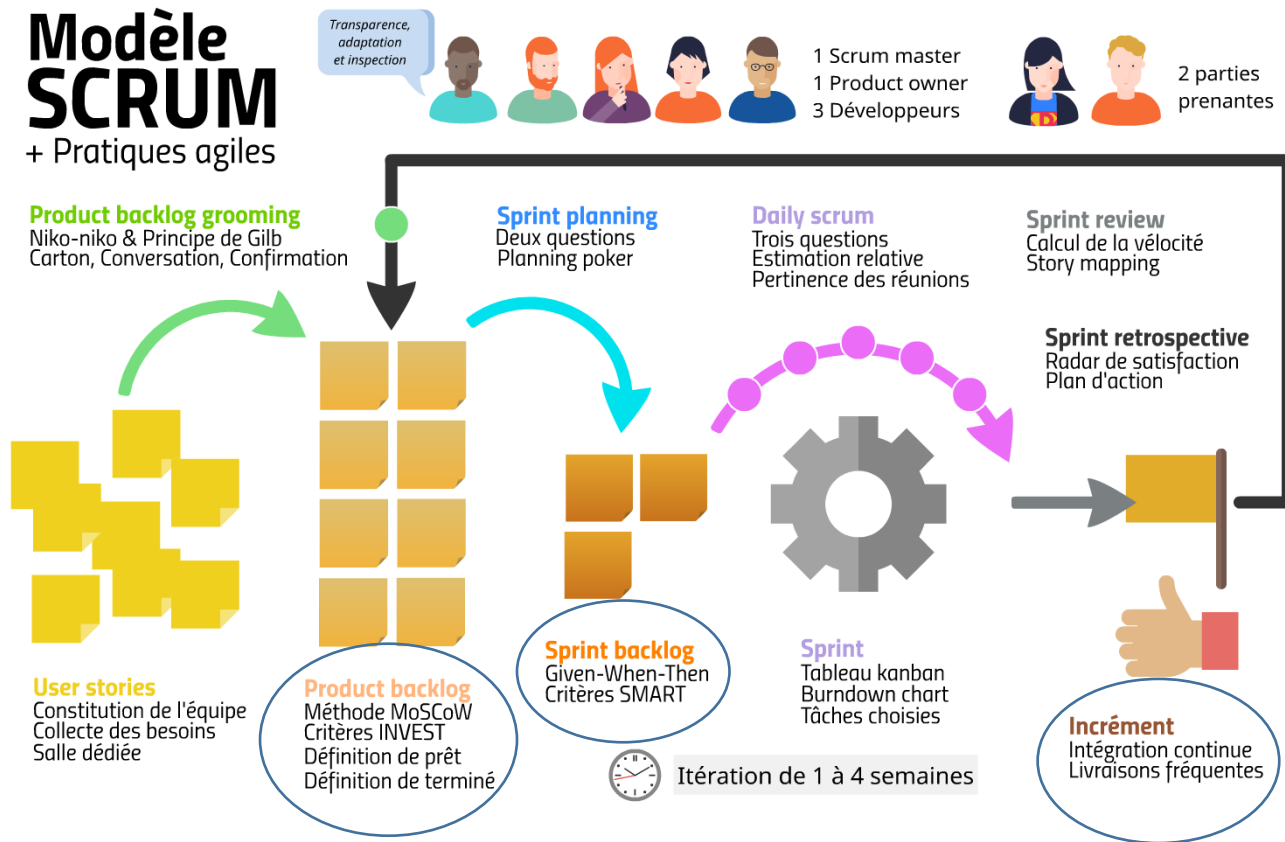 Modèle
SCRUM
+ Pratiques agiles
Transparence,
adaptation
et inspection
1 Scrum master
1 Product owner
3 Développeurs
2 parties
prenantes
Product backlog grooming
Niko-niko & Principe de Gilb
Carton, Conversation, Confirmation
Sprint planning
Deux questions
Planning poker
Daily scrum
Trois questions
Estimation relative
Pertinence des réunions
Sprint review
Calcul de la vélocité
Story mapping
Sprint retrospective
Radar de satisfaction
Plan d'action
User stories
Constitution de l'équipe
Collecte des besoins
Salle dédiée
Product backlog
Méthode MoSCoW
Critères INVEST
Définition de prêt
Définition de terminé
Sprint backlog
Given-When-Then
Critères SMART
Sprint
Tableau kanban
Burndown chart
Tâches choisies
Incrément
Intégration continue
Livraisons fréquentes
Itération de 1 à 4 semaines